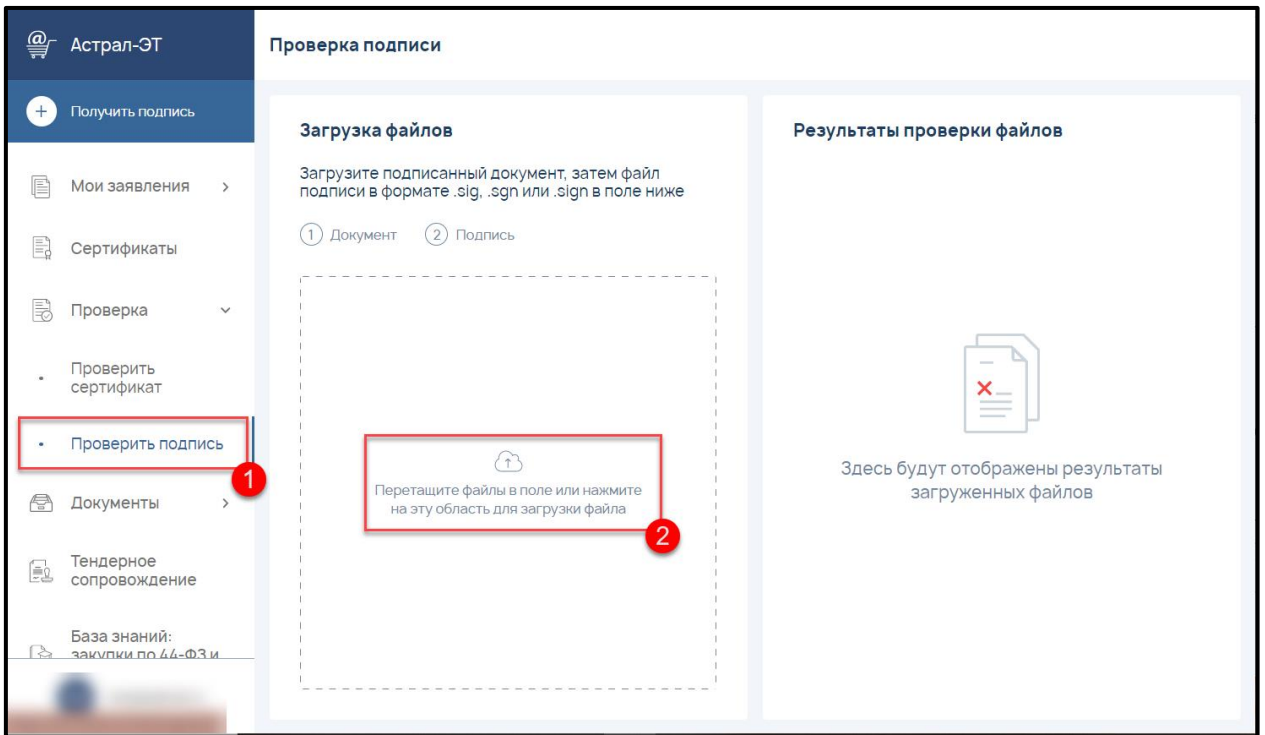 Астрал-ЭТ
Получить подпись
Мои заявления
Сертификаты
Проверка
Проверить
сертификат
Проверить подпись
1
Документы
Тендерное
сопровождение
База знаний:
закупки по 44-ФЗ и
Проверка подписи
Загрузка файлов
Загрузите подписанный документ, затем файл
подписи в формате .sig, .sgn или .sign в поле ниже
1 Документ 2 Подпись
Перетащите файлы в поле или нажмите
на эту область для загрузки файла
2
Результаты проверки файлов
Здесь будут отображены результаты
загруженных файлов